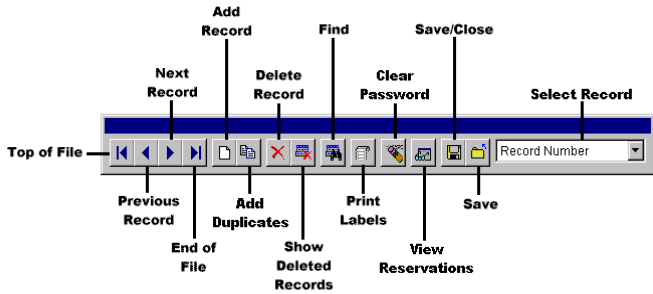 Add
Record
Find
Save/Close
Next
Record
Delete
Record
Clear
Password
Select Record
Top of File
Record Number
Previous
Record
Add
Duplicates
Print
Labels
Save
End of
File
Show
Deleted
Records
View
Reservations